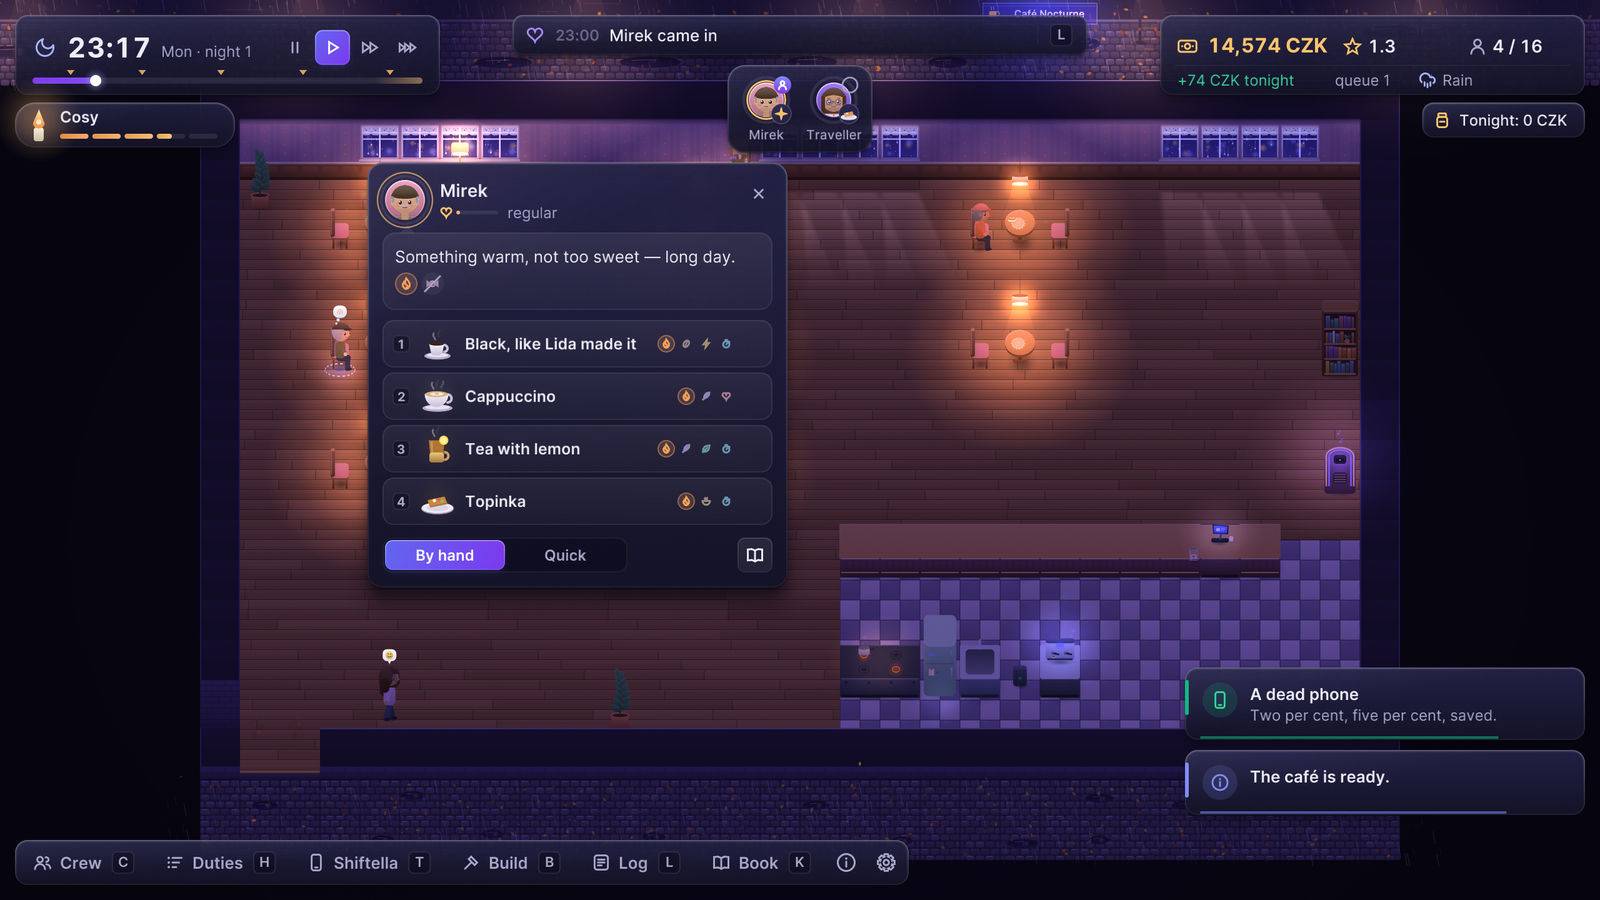 Café Nocturne
23:17 Mon · night 1
23:00 Mirek came in L
14,574 CZK 1.3 4 / 16
+74 CZK tonight queue 1 Rain
Cosy
Mirek Traveller
Tonight: 0 CZK
Mirek
regular
Something warm, not too sweet — long day.
1 Black, like Lida made it
2 Cappuccino
3 Tea with lemon
4 Topinka
By hand Quick
A dead phone
Two per cent, five per cent, saved.
The café is ready.
Crew C Duties H Shiftella T Build B Log L Book K